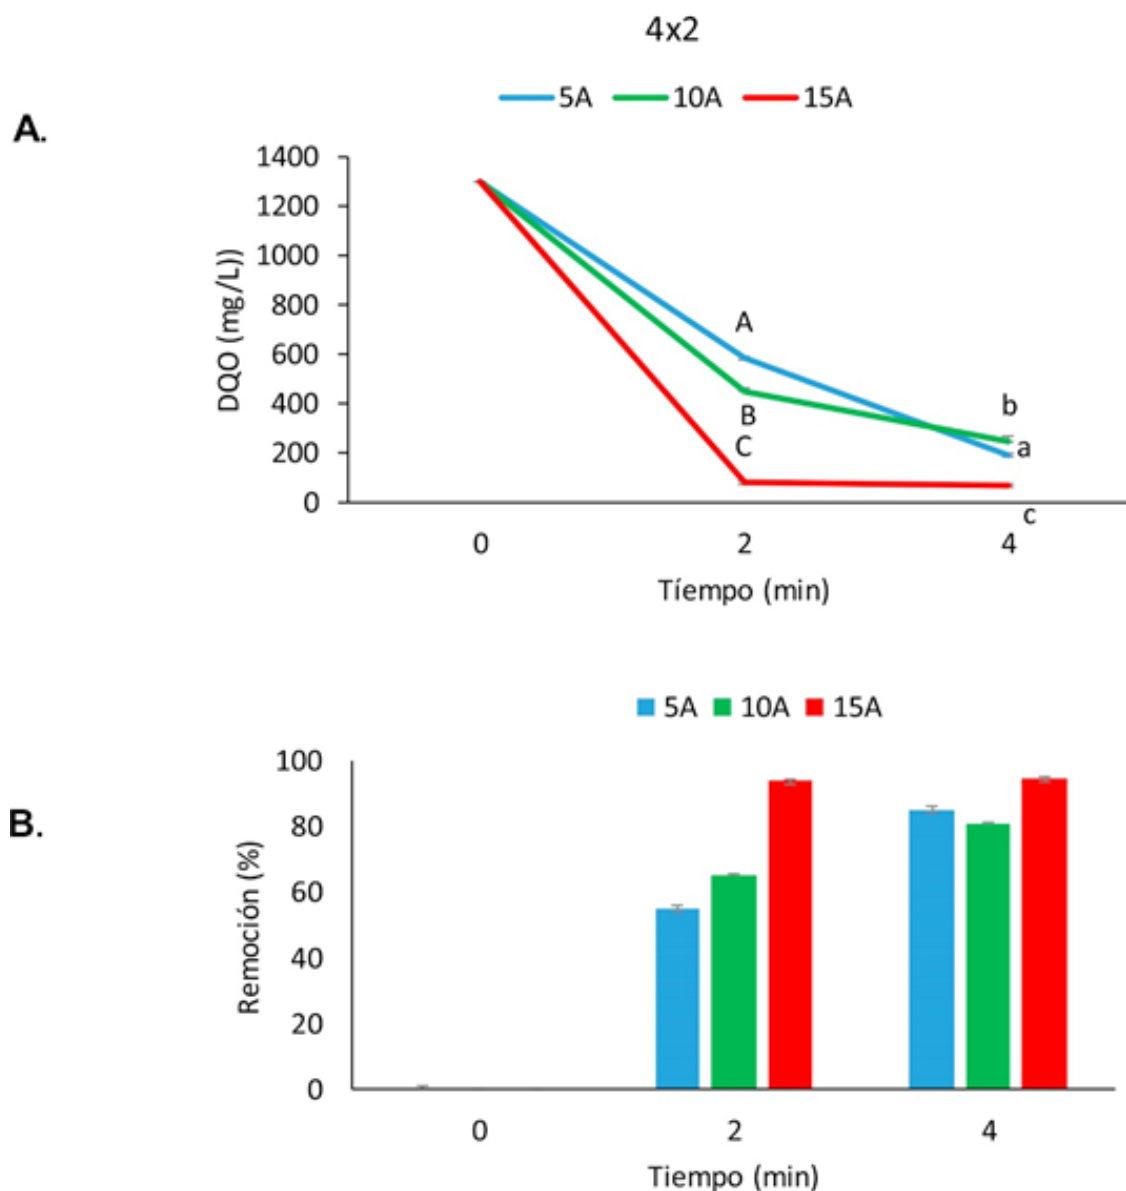 4x2
5A 10A 15A
A.
1400
1200
1000
800
600
400
200
0
DQO (mg/L))
A
B
C
b
a
c
0 2 4
Tíempo (min)
5A 10A 15A
B.
100
80
60
40
20
0
Remoción (%)
0 2 4
Tiempo (min)